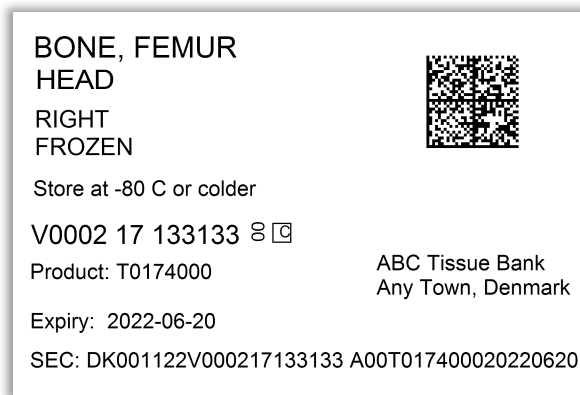 BONE, FEMUR
HEAD
RIGHT
FROZEN
Store at -80 C or colder
V0002 17 133133 00 C
Product: T0174000
ABC Tissue Bank
Any Town, Denmark
Expiry: 2022-06-20
SEC: DK001122V000217133133 A00T017400020220620